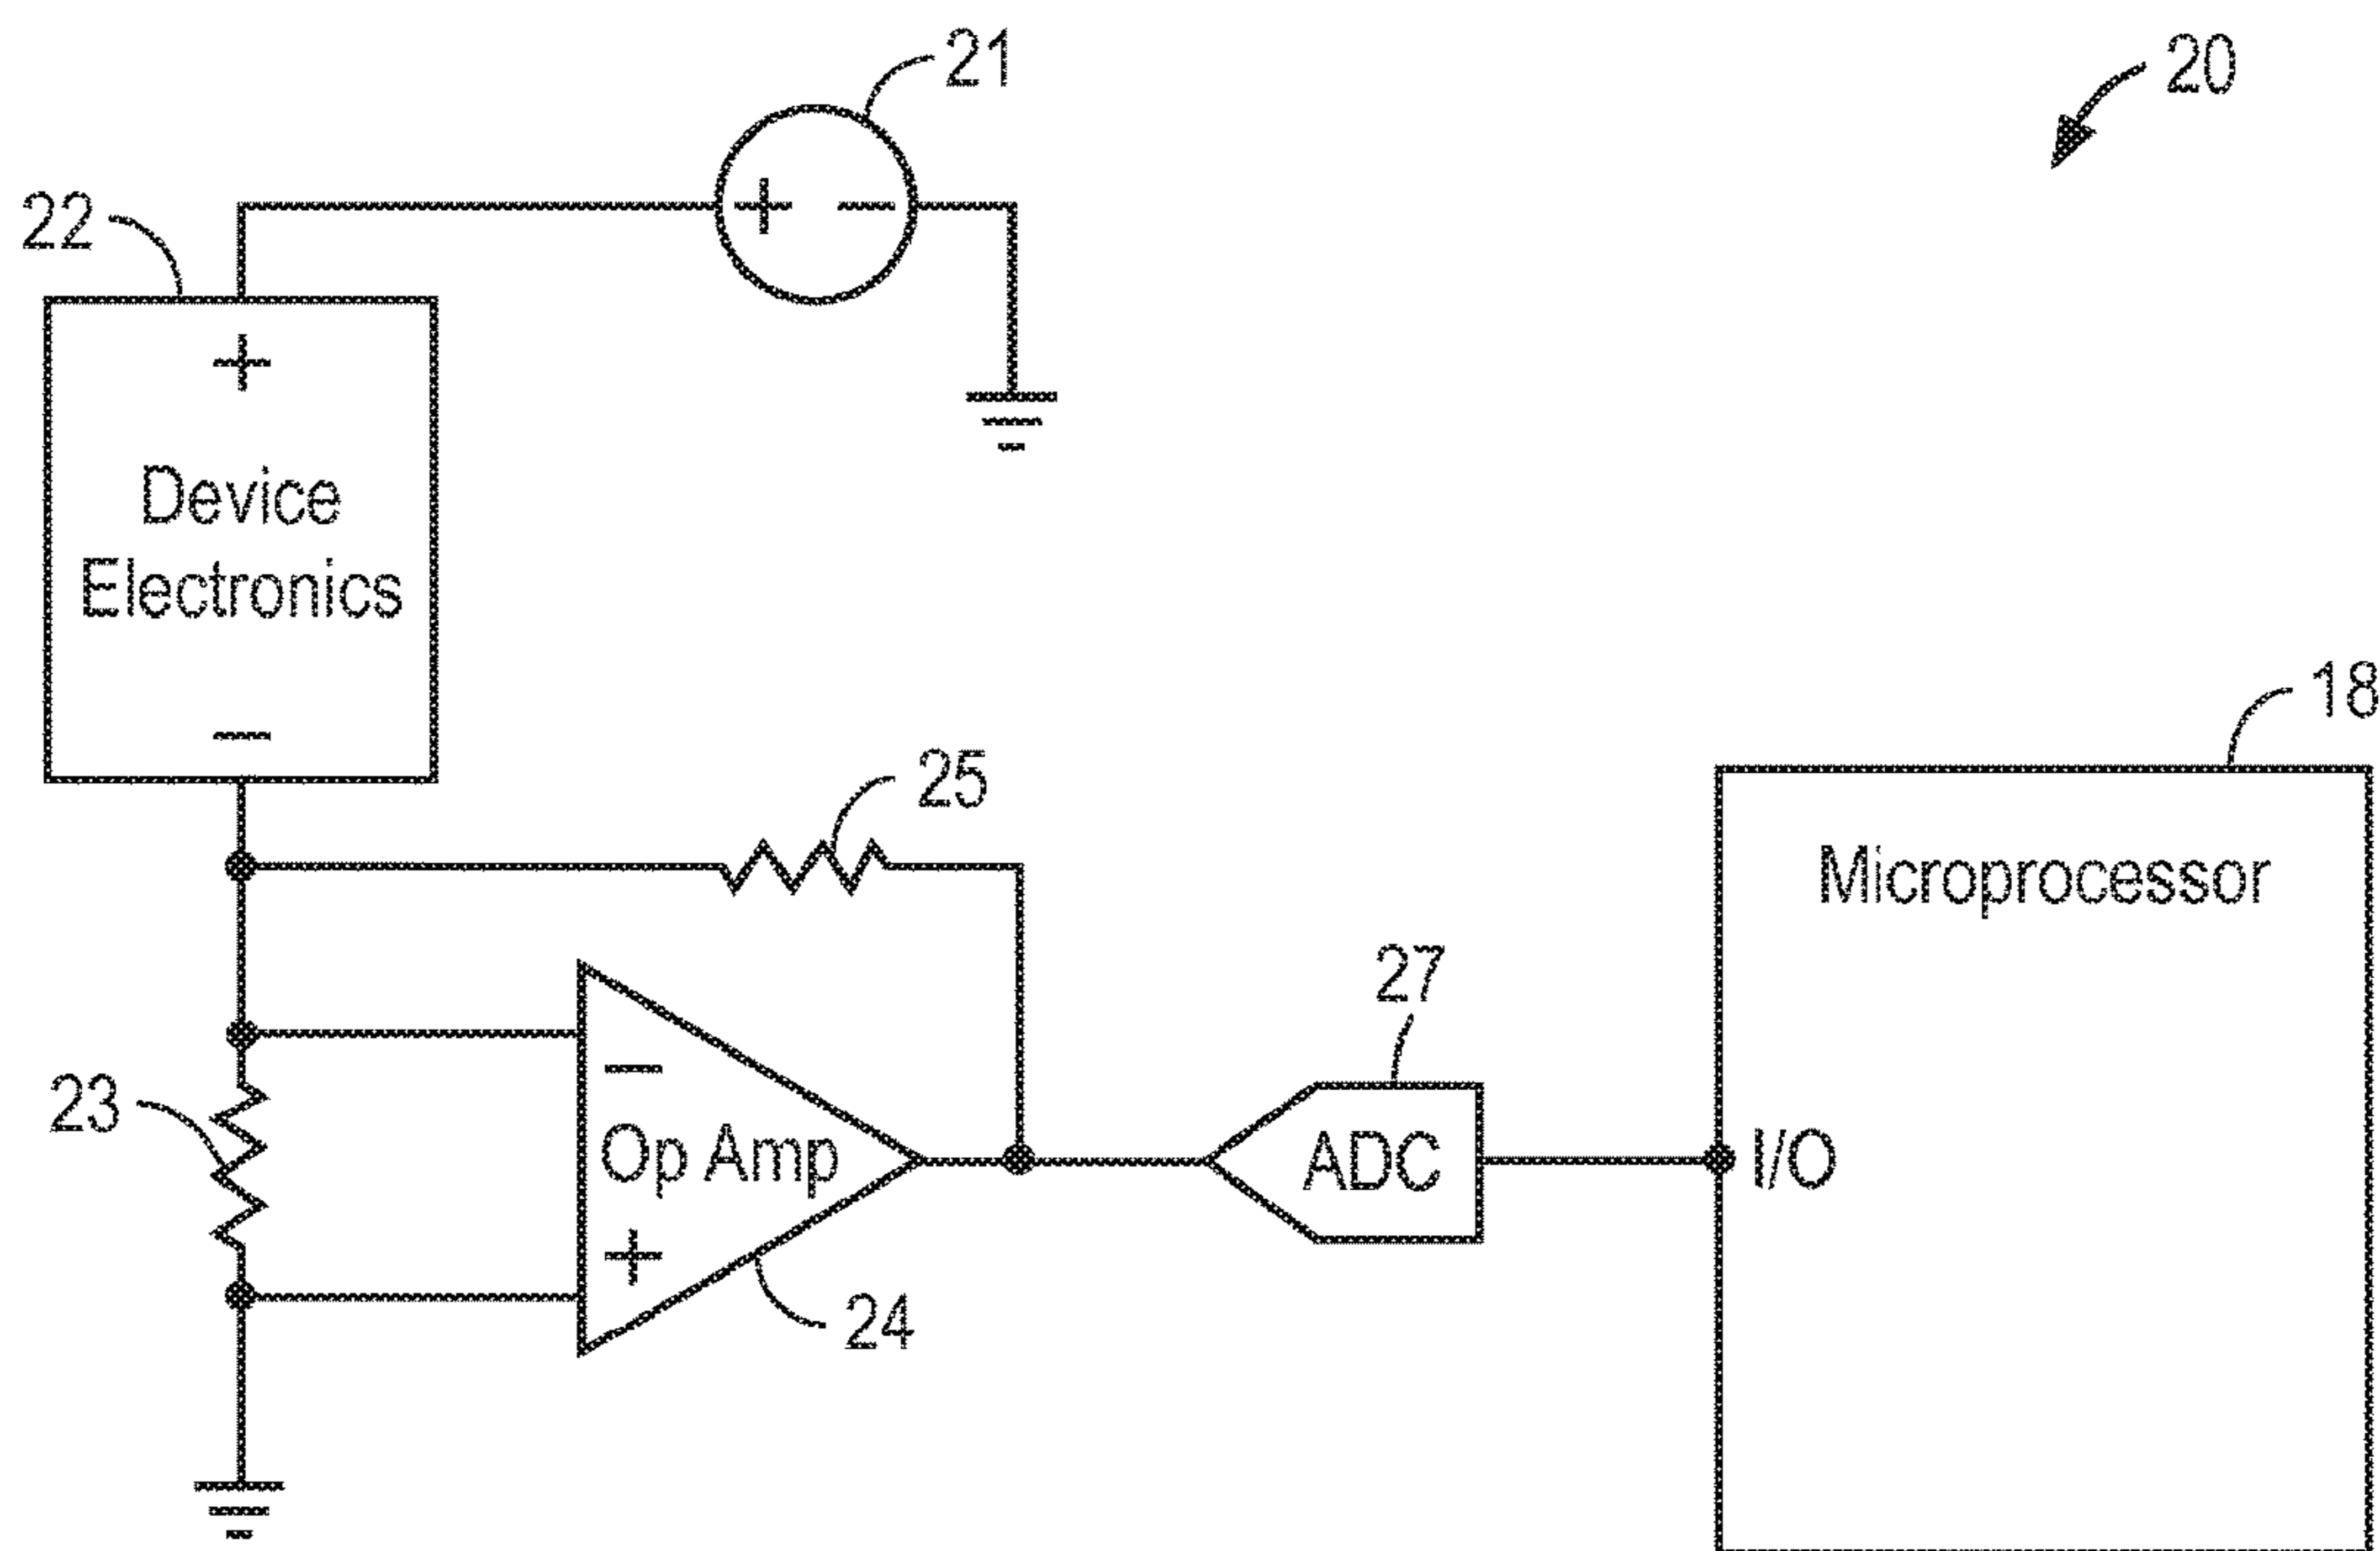 21
20
22
+ −
+
Device
Electronics
−
18
25
Microprocessor
27
23
−
Op Amp
ADC
I/O
+
24